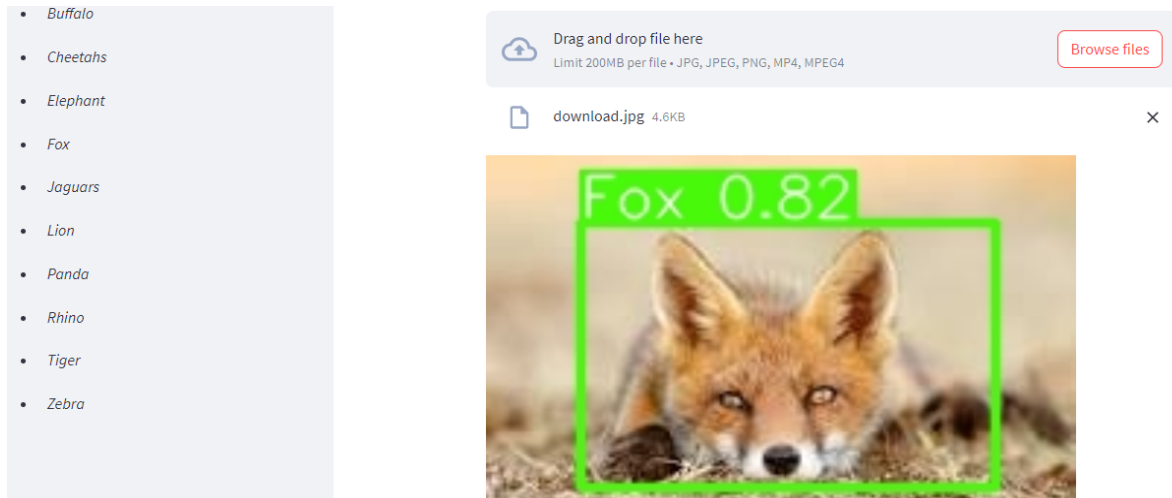 Buffalo
Cheetahs
Elephant
Fox
Jaguars
Lion
Panda
Rhino
Tiger
Zebra
Drag and drop file here
Limit 200MB per file • JPG, JPEG, PNG, MP4, MPEG4
Browse files
download.jpg 4.6KB
Fox 0.82